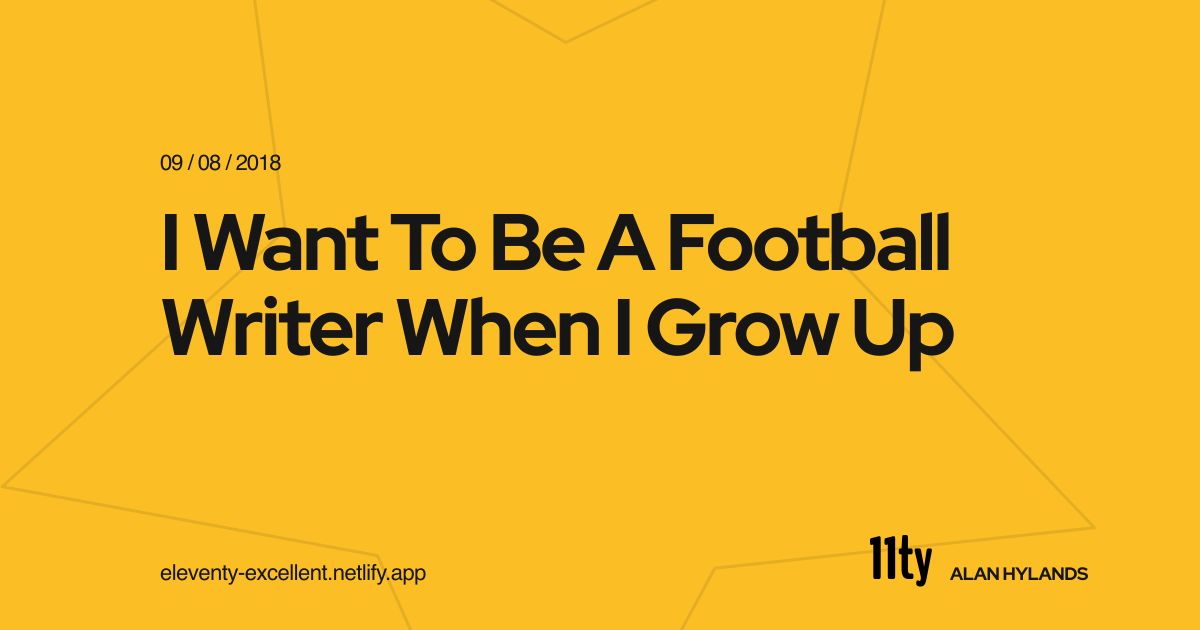 09 / 08 / 2018
I Want To Be A Football
Writer When I Grow Up
eleventy-excellent.netlify.app
11ty ALAN HYLANDS